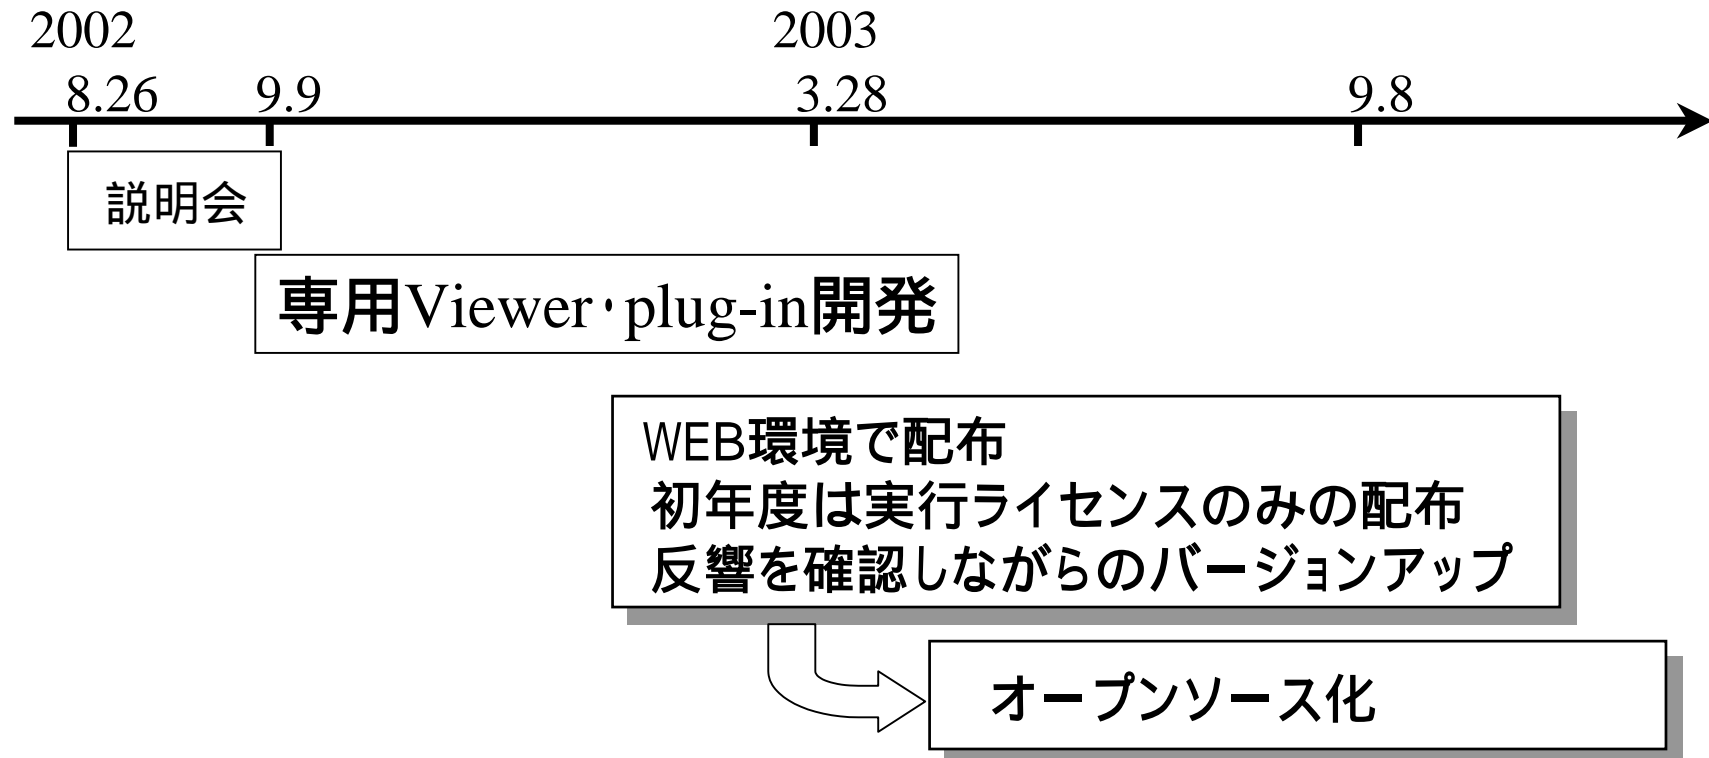 2002 2003
8.26 9.9 3.28 9.8
説明会
専用Viewer・plug-in開発
WEB環境で配布
初年度は実行ライセンスのみの配布
反響を確認しながらのバージョンアップ
オープンソース化